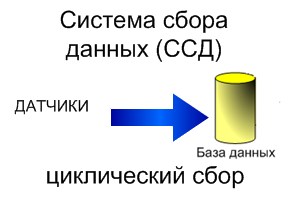 Система сбора
данных (ССД)
ДАТЧИКИ
База данных
циклический сбор